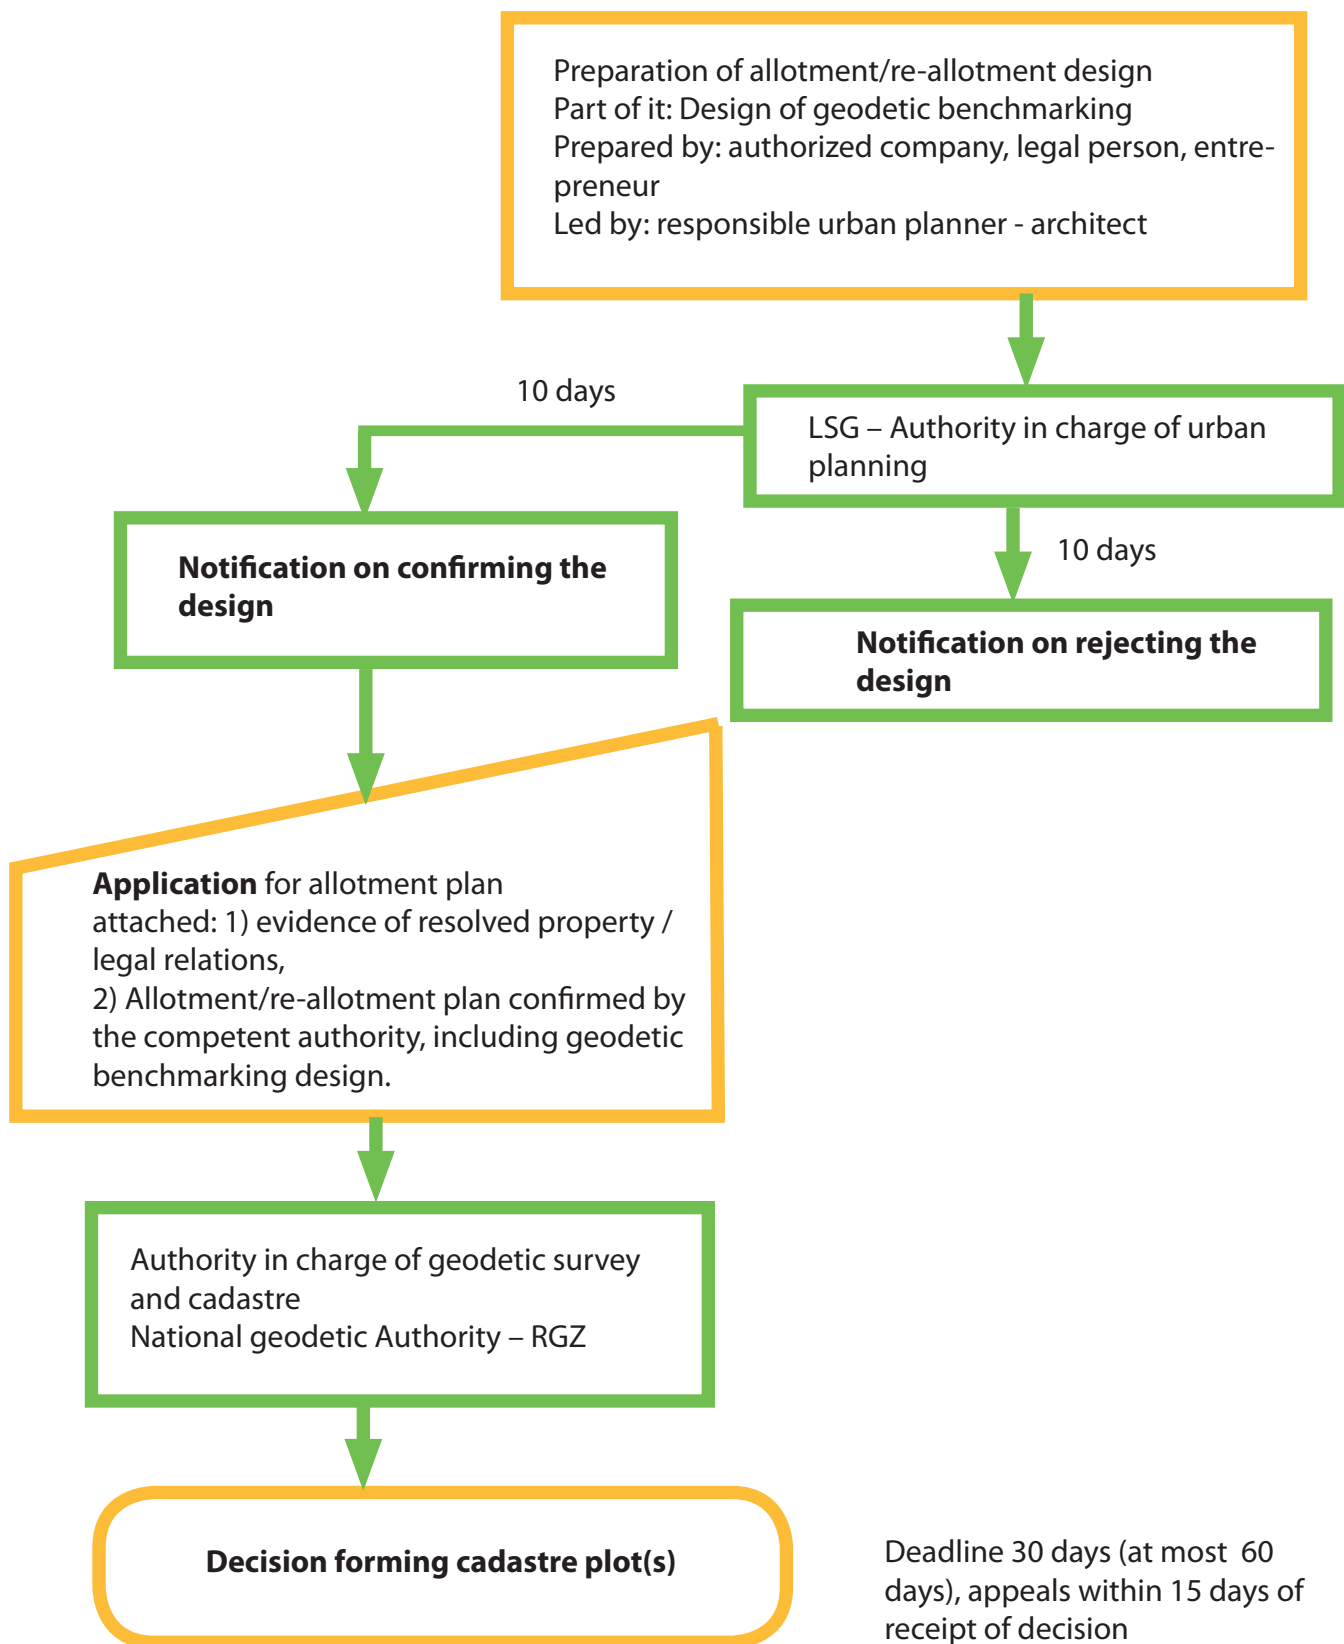 Preparation of allotment/re-allotment design
Part of it: Design of geodetic benchmarking
Prepared by: authorized company, legal person, entre-
preneur
Led by: responsible urban planner - architect
10 days
LSG – Authority in charge of urban
planning
Notification on confirming the
design
10 days
Notification on rejecting the
design
Application for allotment plan
attached: 1) evidence of resolved property /
legal relations,
2) Allotment/re-allotment plan confirmed by
the competent authority, including geodetic
benchmarking design.
Authority in charge of geodetic survey
and cadastre
National geodetic Authority – RGZ
Decision forming cadastre plot(s)
Deadline 30 days (at most 60
days), appeals within 15 days of
receipt of decision